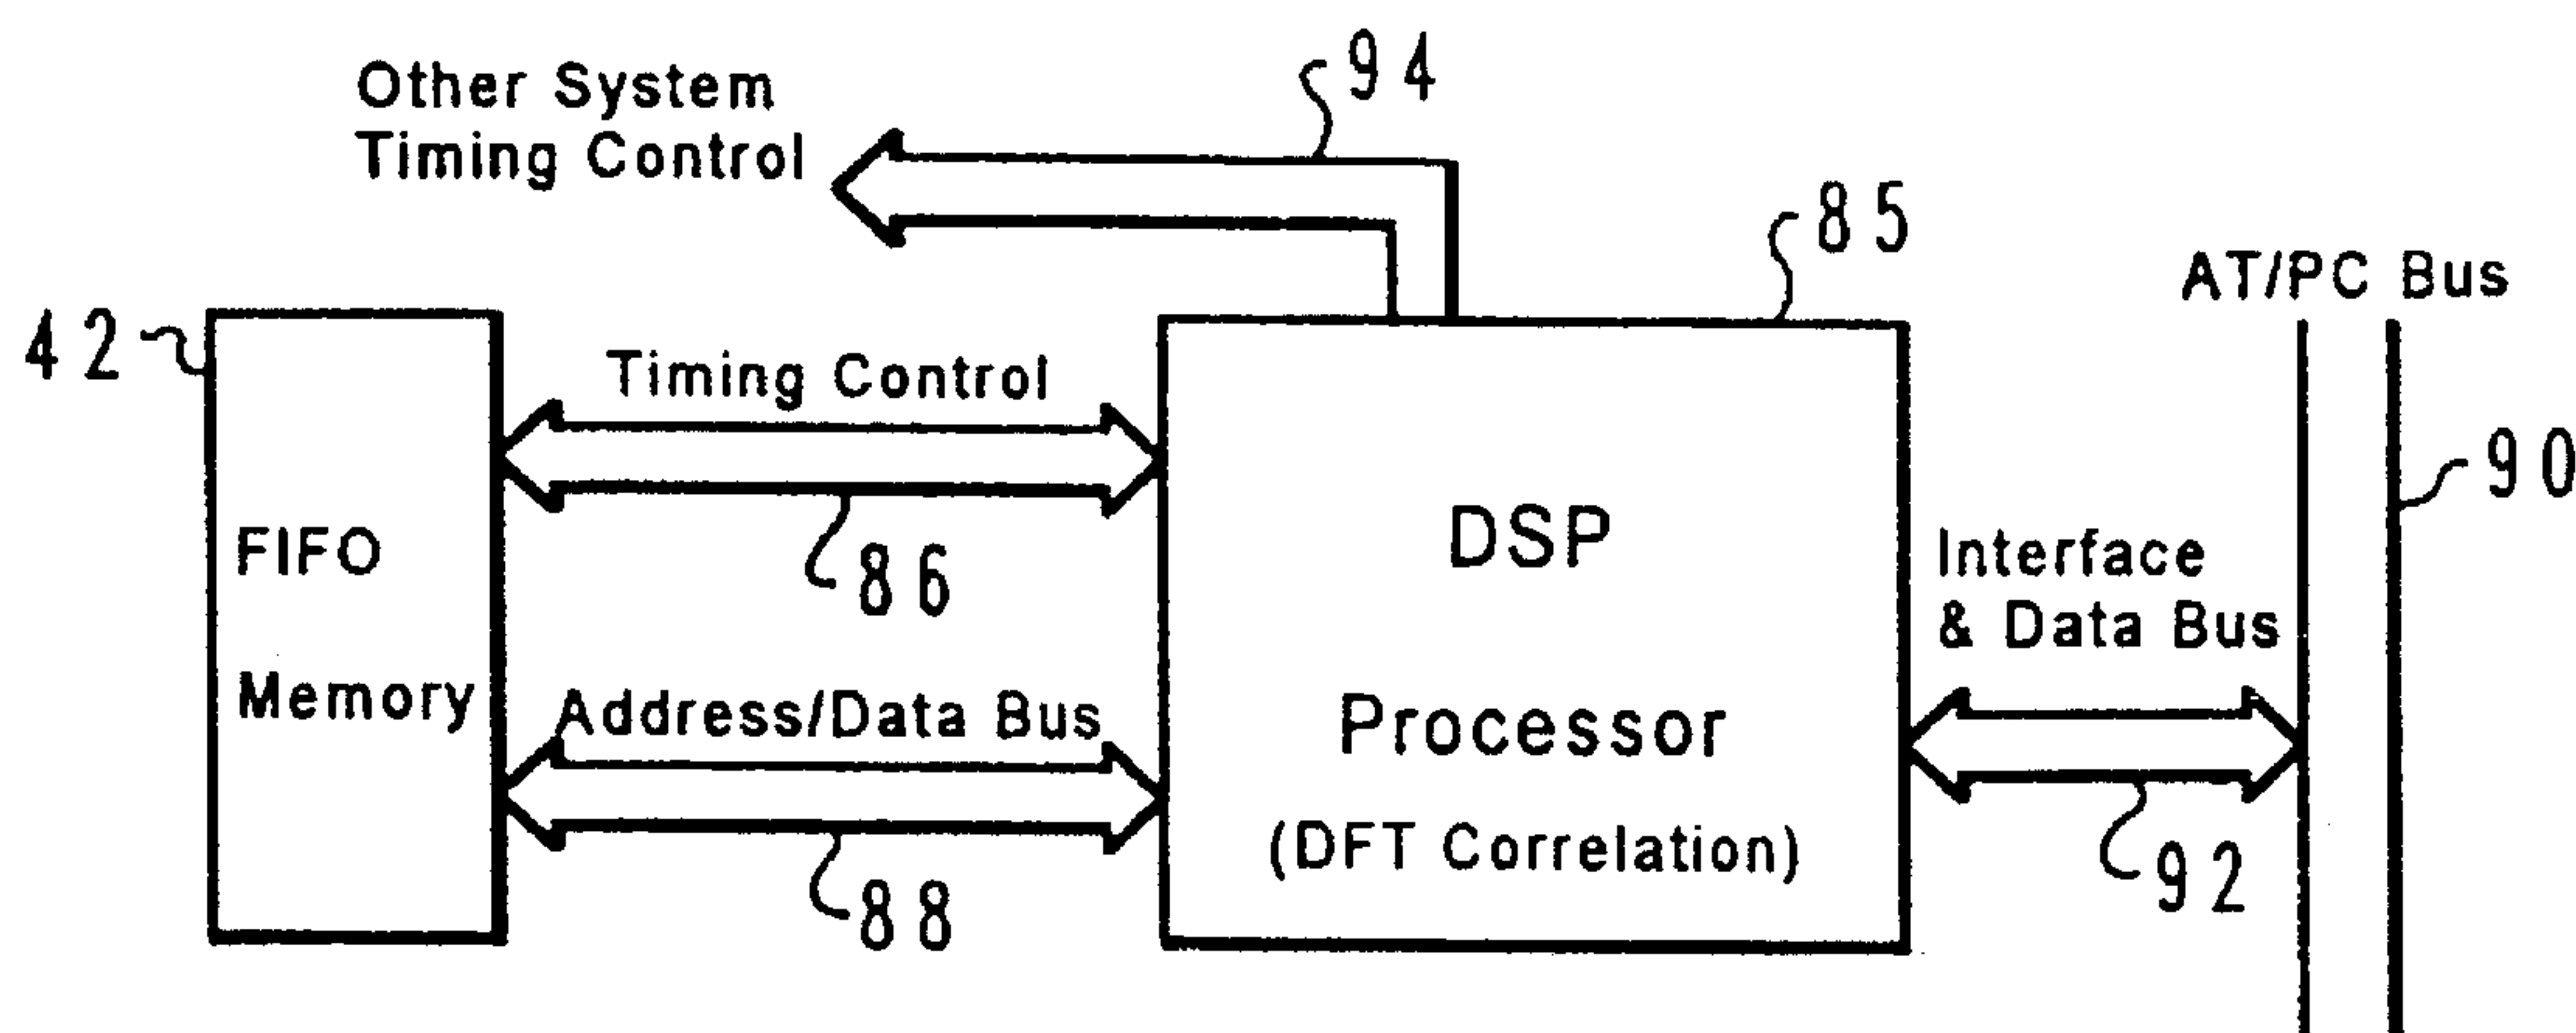 Other System
Timing Control
94
85
AT/PC Bus
42
Timing Control
90
86
FIFO
Memory
DSP
Processor
(DFT Correlation)
Interface
& Data Bus
Address/Data Bus
88
92